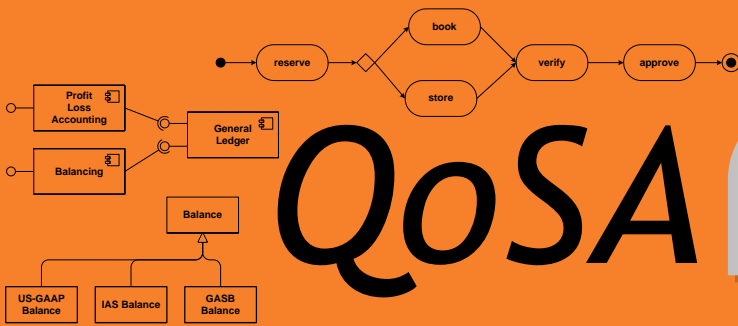 book
reserve
verify
approve
store
Profit
Loss
Accounting
General
Ledger
Balancing
QoSA
Balance
US-GAAP
Balance
IAS Balance
GASB
Balance